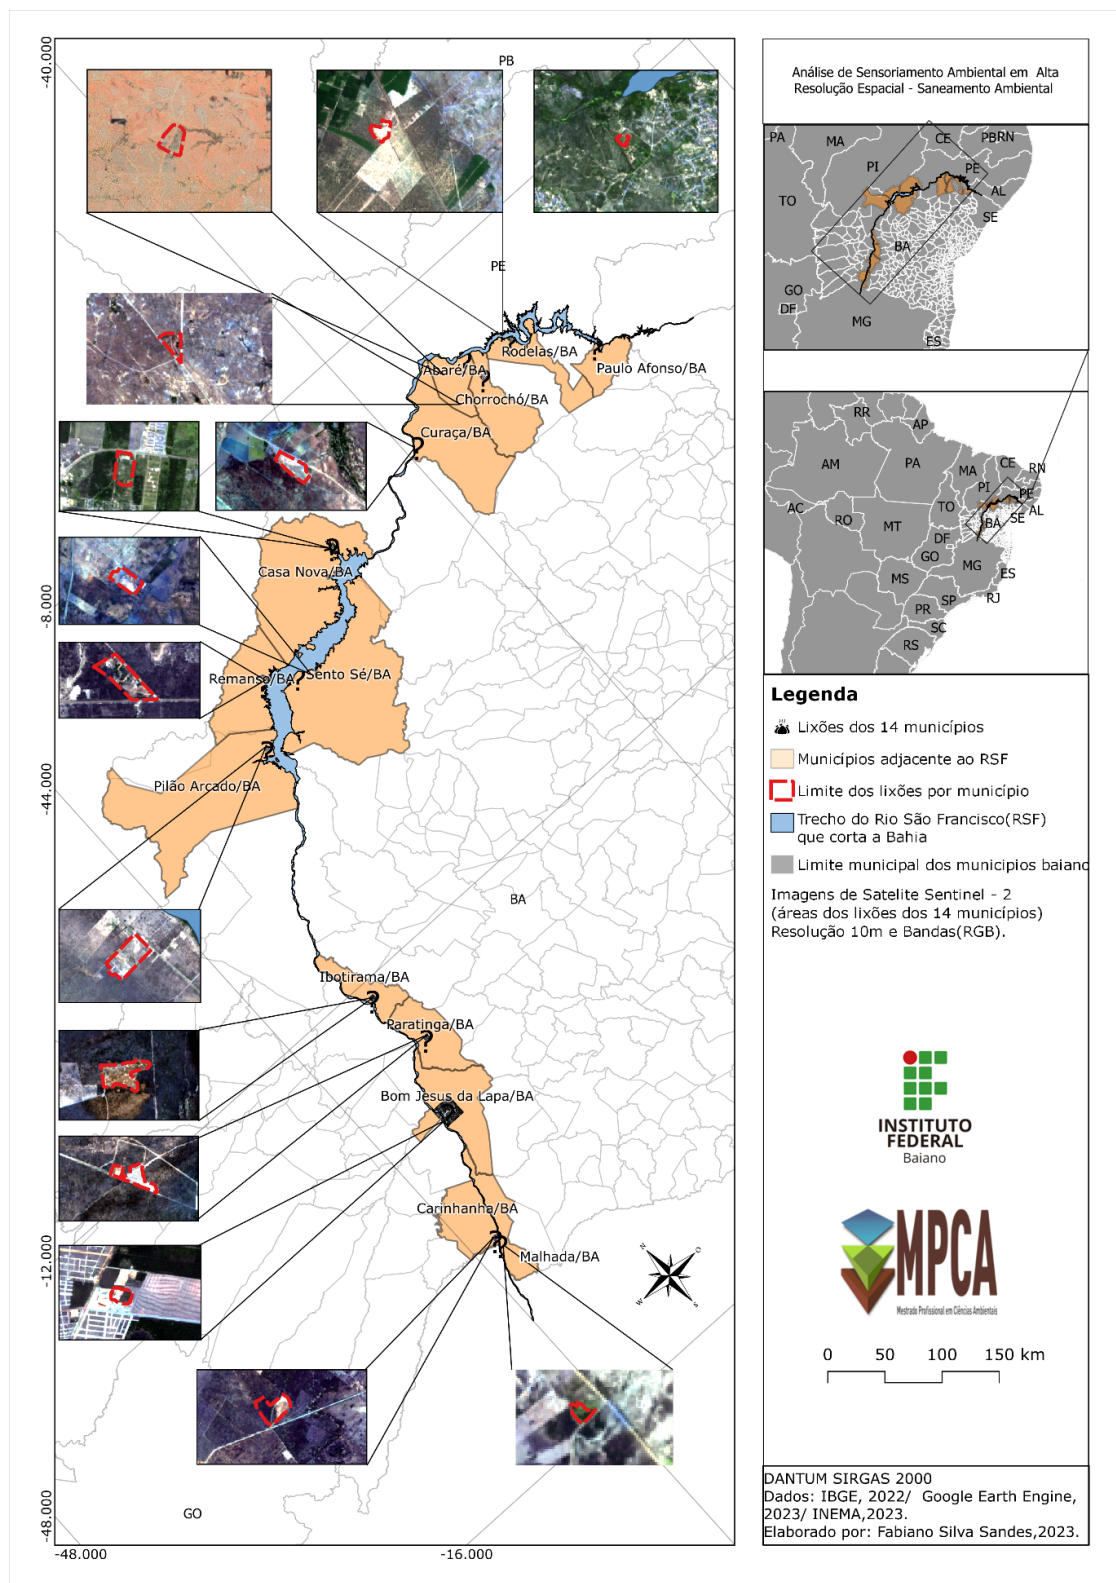 -40.000
-8.000
-44.000
-12.000
-48.000
-48.000
-16.000
PB
PE
Rodelas/BA
Abaré/BA
Paulo Afonso/BA
Chorrochó/BA
Curaça/BA
Casa Nova/BA
Remanso/BA
Sento Sé/BA
Pilão Arcado/BA
BA
Ibotirama/BA
Paratinga/BA
Bom Jesus da Lapa/BA
Carinhanha/BA
Malhada/BA
GO
N
O
W
S
Análise de Sensoriamento Ambiental em Alta
Resolução Espacial - Saneamento Ambiental
PA
MA
CE
PB
RN
PI
PE
TO
AL
SE
BA
GO
DF
MG
ES
RR
AP
AM
PA
MA
CE
RN
PI
PE
AC
TO
AL
RO
SE
MT
BA
DF
GO
MG
MS
ES
SP
RJ
PR
SC
RS
Legenda
Lixões dos 14 municípios
Municípios adjacente ao RSF
Limite dos lixões por município
Trecho do Rio São Francisco(RSF)
que corta a Bahia
Limite municipal dos municipios baiano
Imagens de Satelite Sentinel - 2
(áreas dos lixões dos 14 municípios)
Resolução 10m e Bandas(RGB).
INSTITUTO
FEDERAL
Baiano
MPCA
Mestrado Profissional em Ciências Ambientais
0 50 100 150 km
DANTUM SIRGAS 2000
Dados: IBGE, 2022/ Google Earth Engine,
2023/ INEMA,2023.
Elaborado por: Fabiano Silva Sandes,2023.